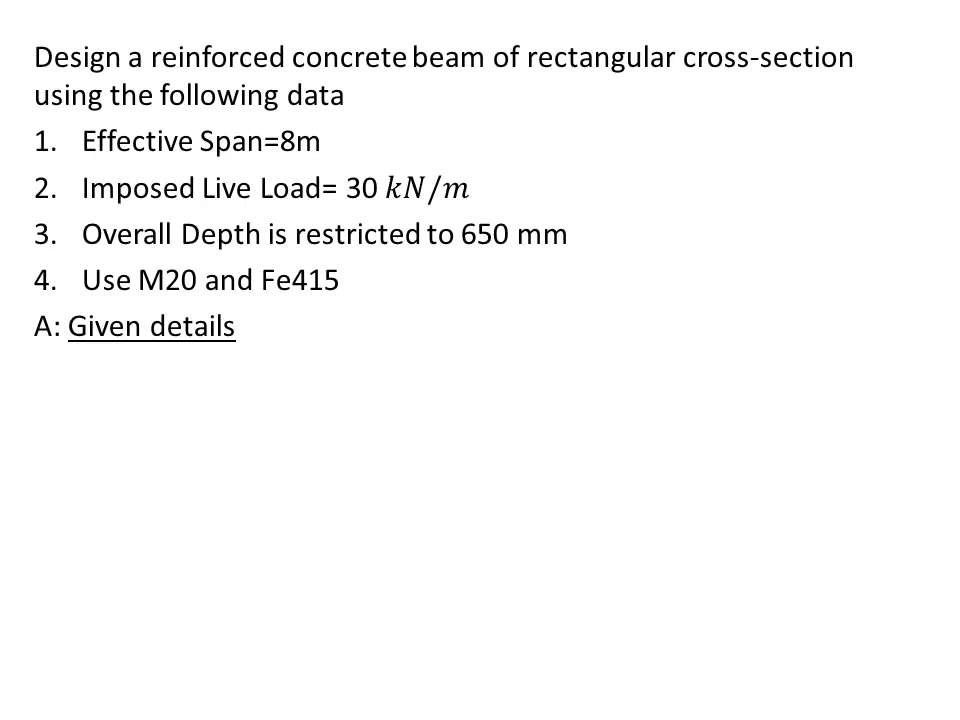 Design a reinforced concrete beam of rectangular cross-section
using the following data
1. Effective Span=8m
2. Imposed Live Load= 30 kN/m
3. Overall Depth is restricted to 650 mm
4. Use M20 and Fe415
A: Given details